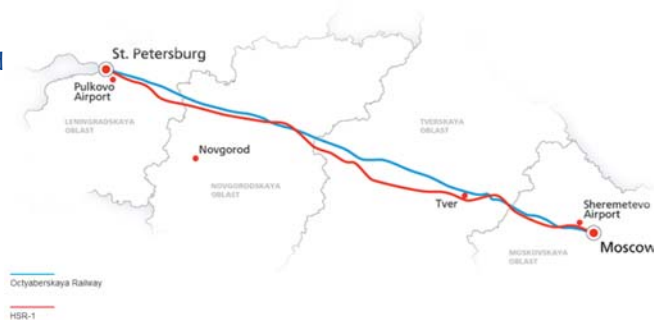 St. Petersburg
Pulkovo
Airport
LENINGRADSKAYA
OBLAST
TVERSKAYA
OBLAST
Novgorod
NOVGORODSKAYA
OBLAST
Tver
Sheremetevo
Airport
Moscow
MOSKOVSKAYA
OBLAST
Octyaberskaya Railway
HSR-1